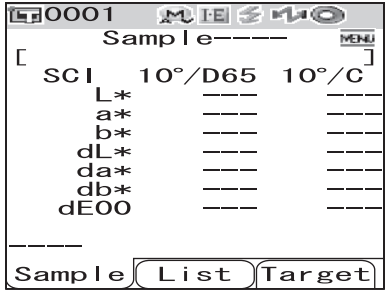 0001 M I·E
Sample----
MENU
[ ]
SCI 10°/D65 10°/C
L* --- ---
a* --- ---
b* --- ---
dL* --- ---
da* --- ---
db* --- ---
dE00 --- ---
----
Sample List Target